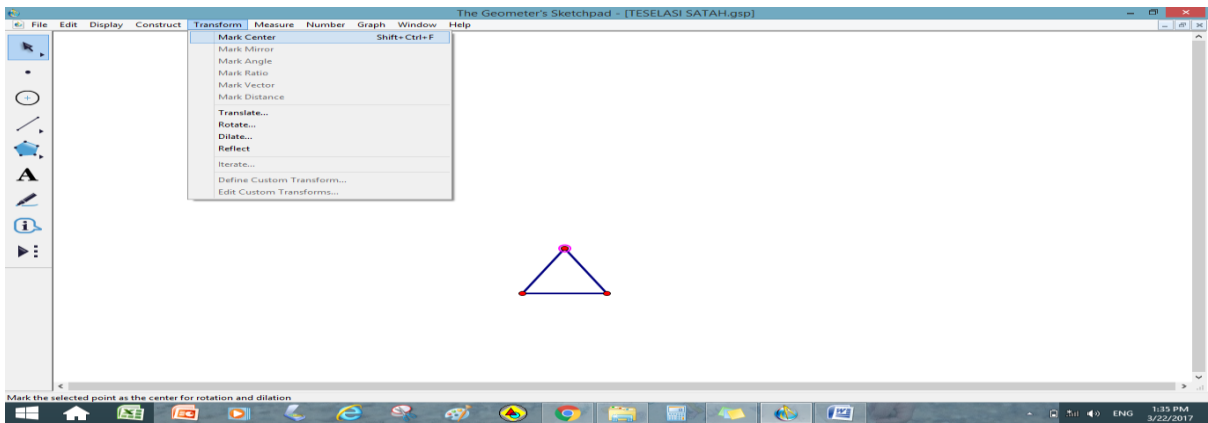 The Geometer's Sketchpad - [TESELASI SATAH.gsp]
File Edit Display Construct Transform Measure Number Graph Window Help
Mark Center Shift+Ctrl+F
Mark Mirror
Mark Angle
Mark Ratio
Mark Vector
Mark Distance
Translate...
Rotate...
Dilate...
Reflect
Iterate...
Define Custom Transform...
Edit Custom Transforms...
A
i
Mark the selected point as the center for rotation and dilation
ENG
1:35 PM
3/22/2017